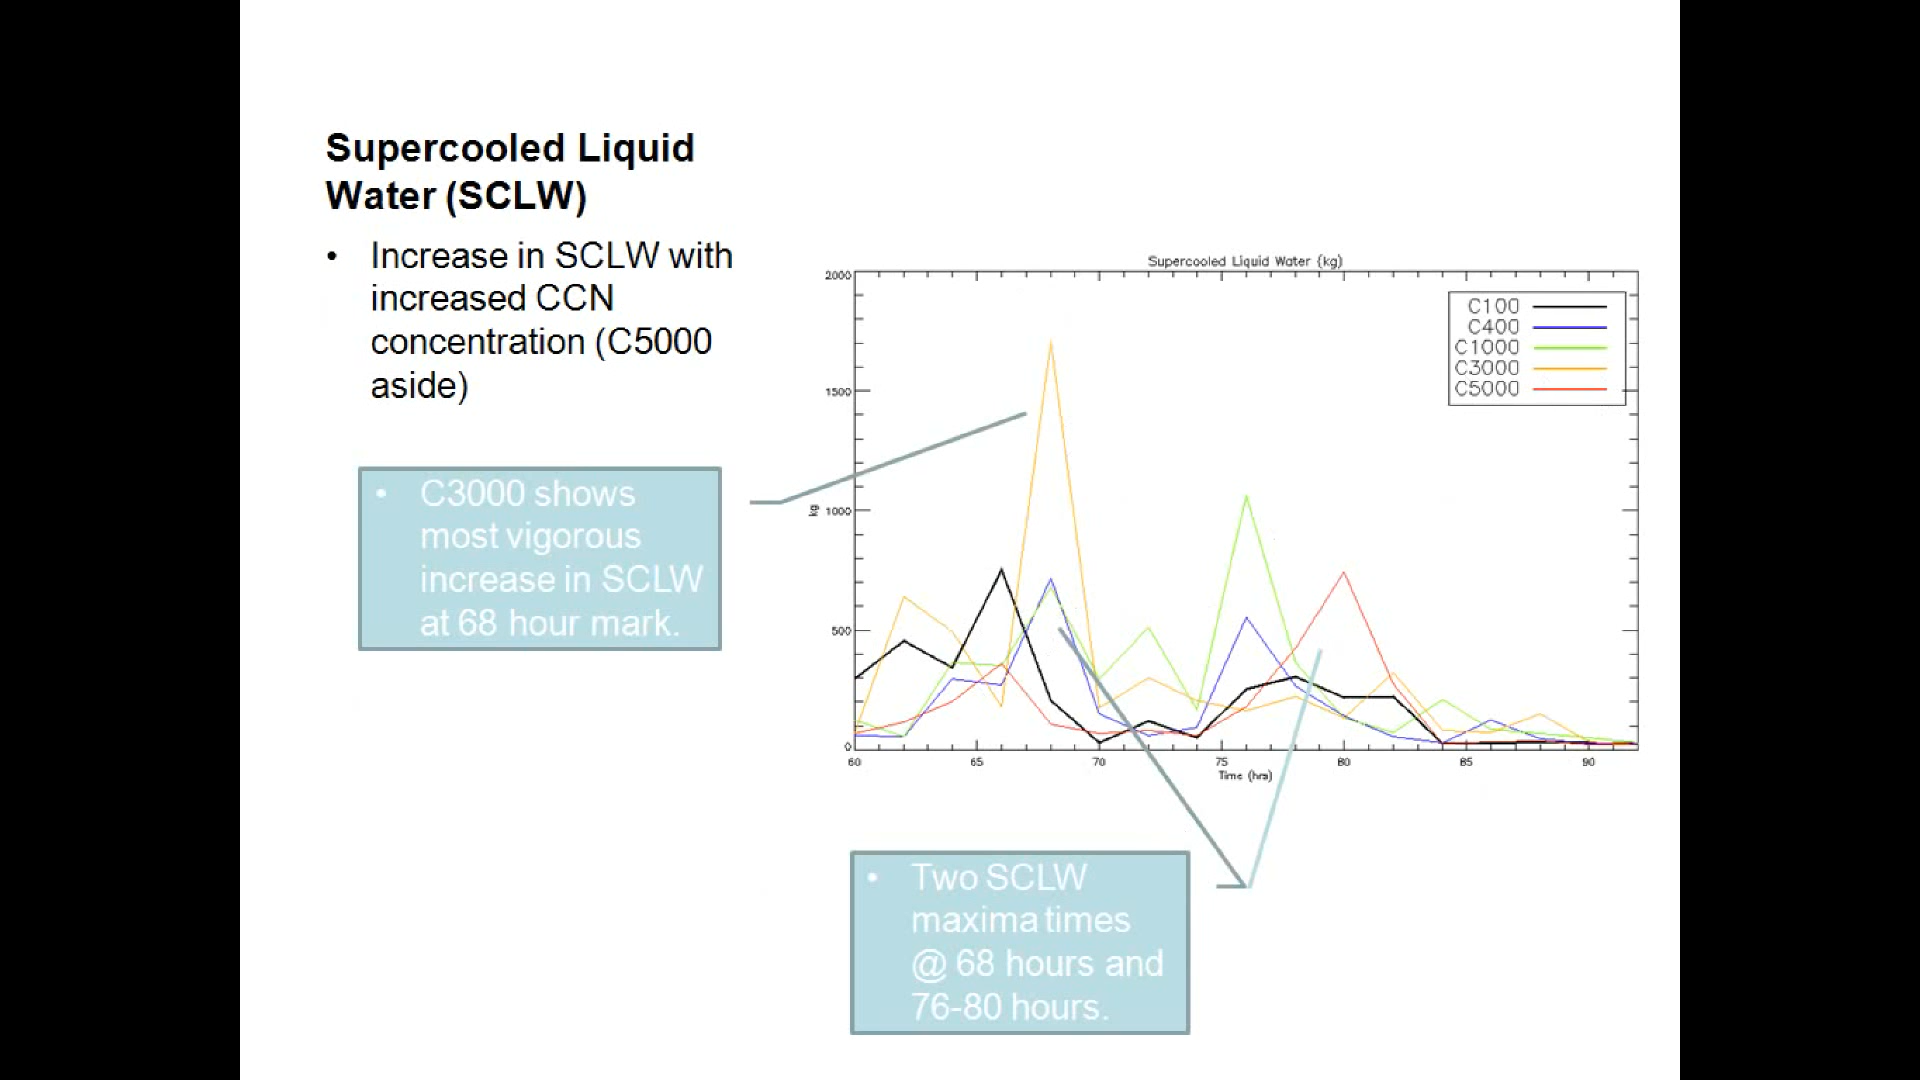 Supercooled Liquid
Water (SCLW)
• Increase in SCLW with
increased CCN
concentration (C5000
aside)
• C3000 shows
most vigorous
increase in SCLW
at 68 hour mark.
Supercooled Liquid Water (kg)
2000
1500
1000
500
0
kg
C100
C400
C1000
C3000
C5000
60 65 70 75 80 85 90
Time (hrs)
• Two SCLW
maxima times
@ 68 hours and
76-80 hours.